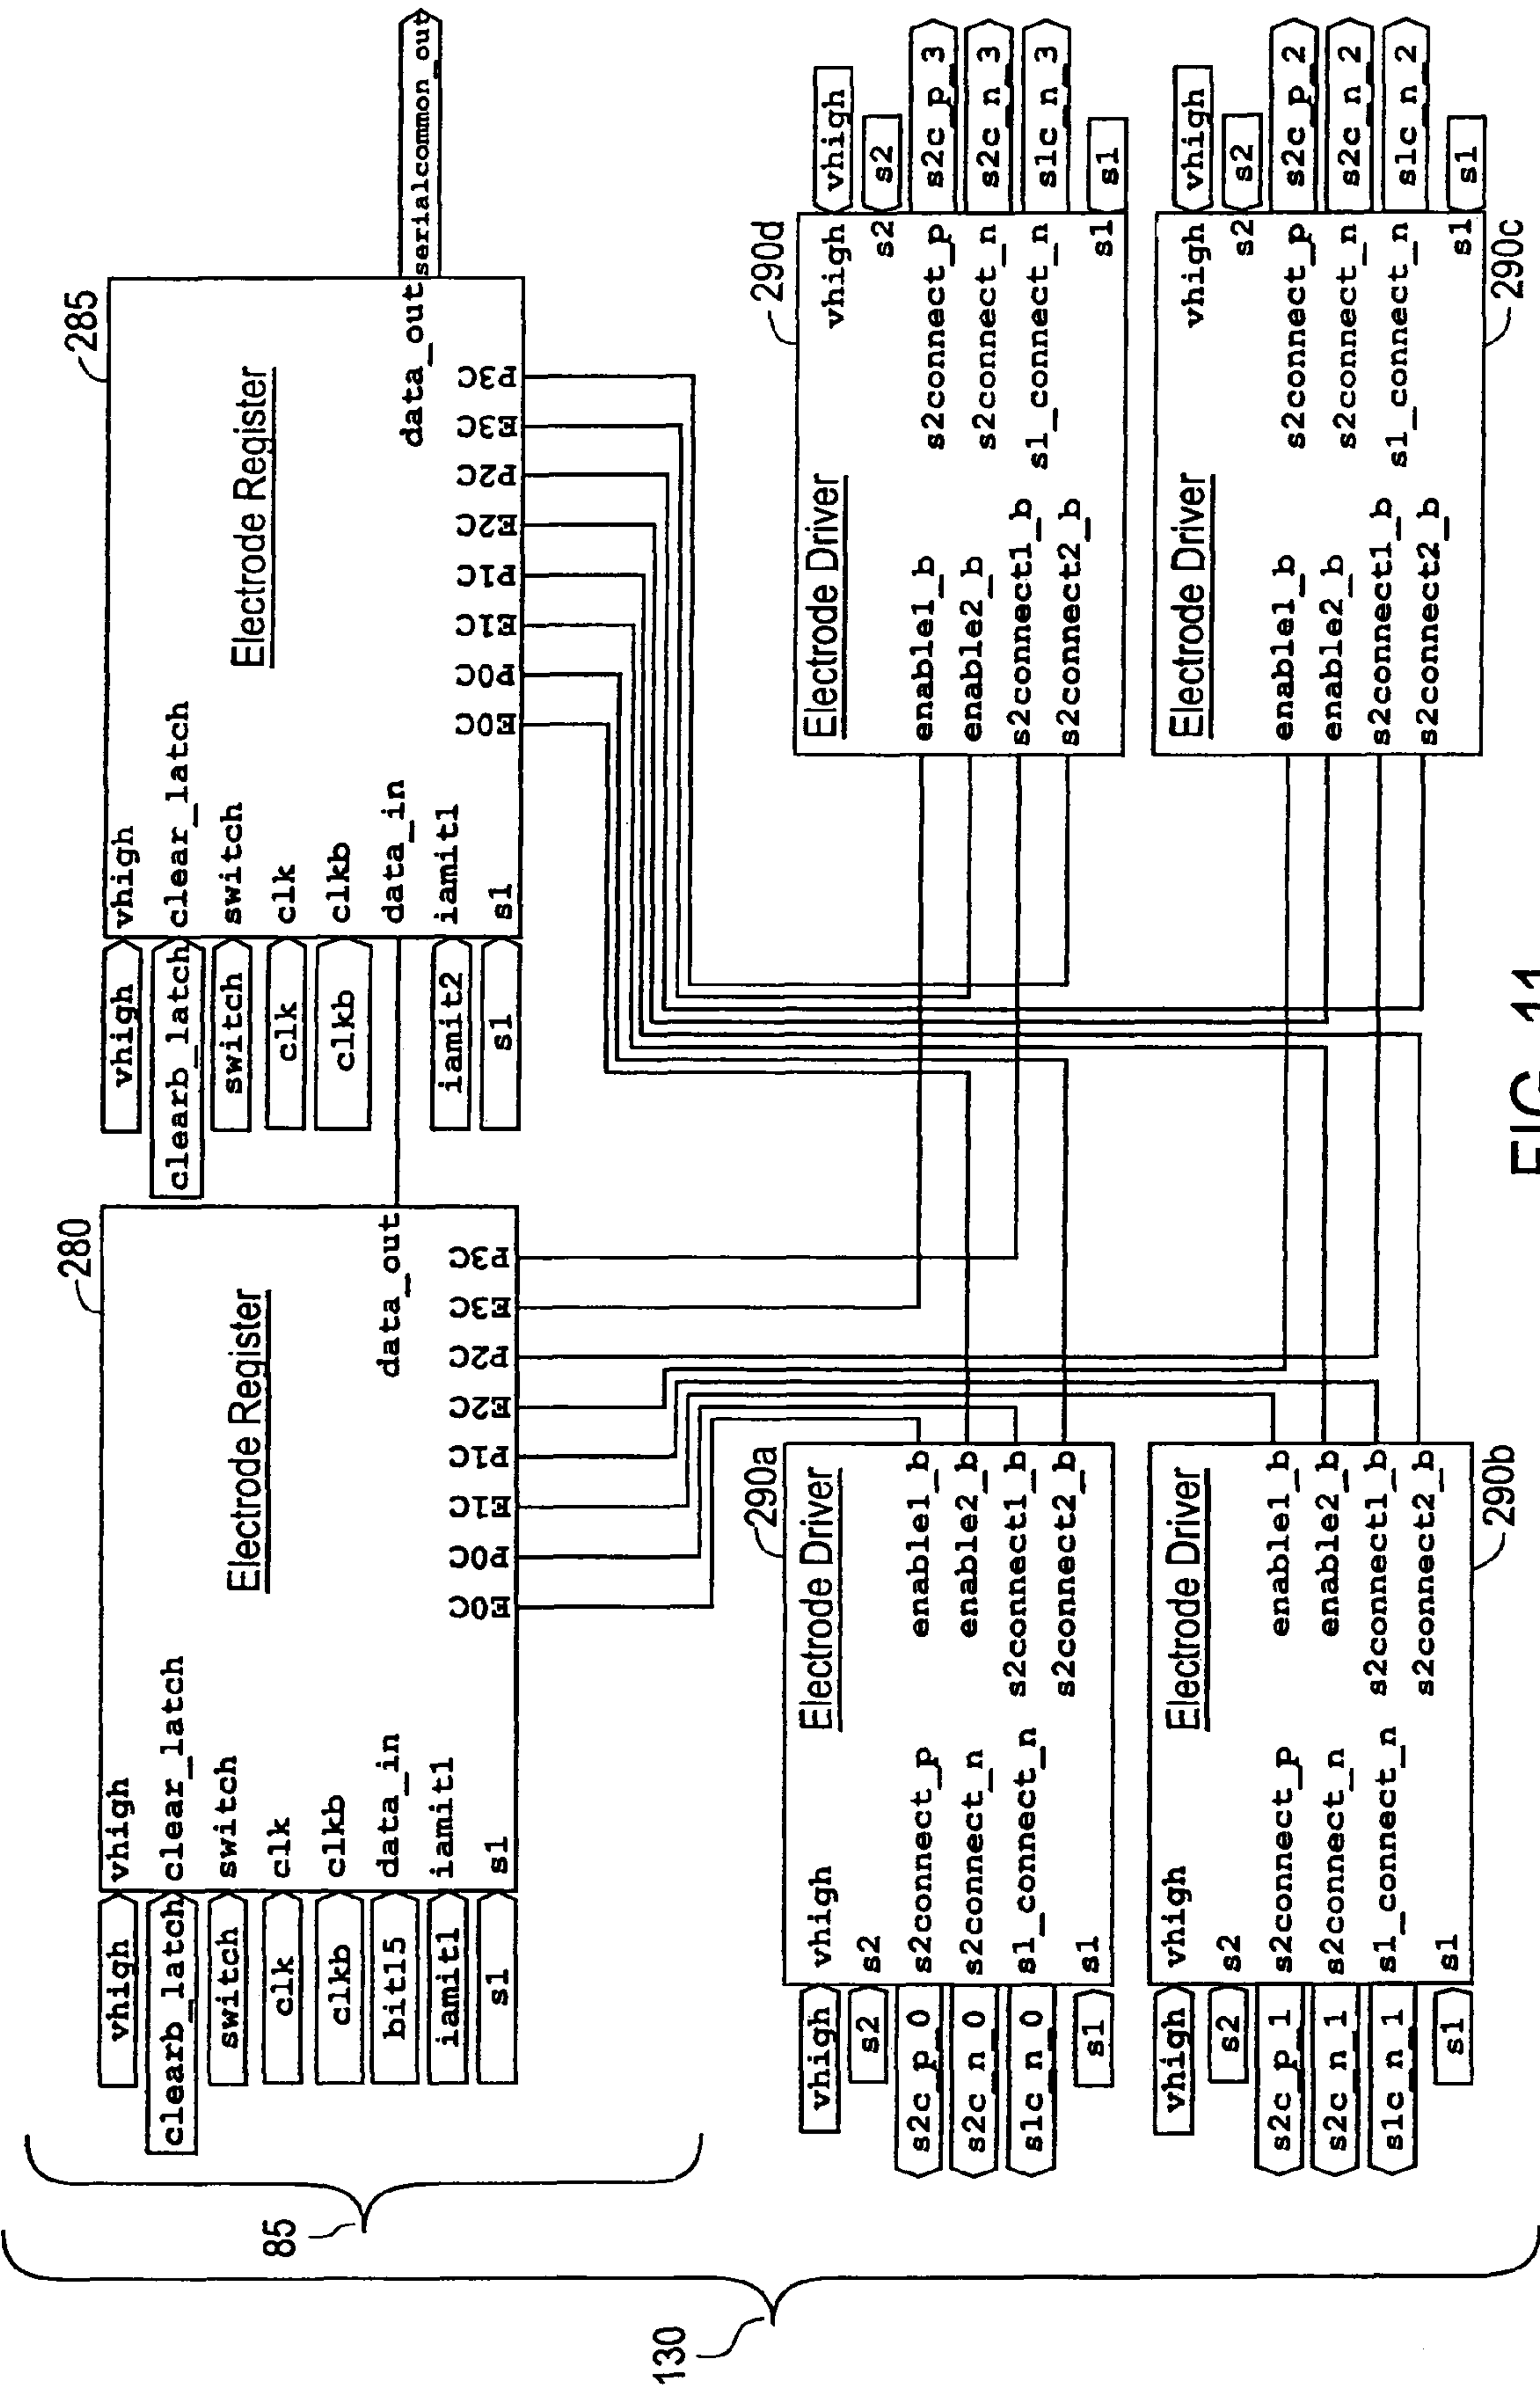 130
85
280
Electrode Register
vhigh vhigh
clearb_latch clear_latch
switch switch
clk clk
clkb clkb
bit15 data_in
iamit1 iamit1
s1 s1
data_out
E0C
P0C
E1C
P1C
E2C
P2C
E3C
P3C
285
Electrode Register
vhigh vhigh
clearb_latch clear_latch
switch switch
clk clk
clkb clkb
data_in
iamit2 iamit1
s1 s1
data_out
serialcommon_out
E0C
P0C
E1C
P1C
E2C
P2C
E3C
P3C
290a
Electrode Driver
vhigh vhigh
s2 s2
s2c_p_0 s2connect_p
s2c_n_0 s2connect_n
s1c_n_0 s1_connect_n
s1 s1
enable1_b
enable2_b
s2connect1_b
s2connect2_b
290d
Electrode Driver
enable1_b
enable2_b
s2connect1_b
s2connect2_b
vhigh vhigh
s2 s2
s2connect_p s2c_p_3
s2connect_n s2c_n_3
s1_connect_n s1c_n_3
s1 s1
Electrode Driver
vhigh vhigh
s2 s2
s2c_p_1 s2connect_p
s2c_n_1 s2connect_n
s1c_n_1 s1_connect_n
s1 s1
enable1_b
enable2_b
s2connect1_b
s2connect2_b
290b
Electrode Driver
enable1_b
enable2_b
s2connect1_b
s2connect2_b
vhigh vhigh
s2 s2
s2connect_p s2c_p_2
s2connect_n s2c_n_2
s1_connect_n s1c_n_2
s1 s1
290c
FIG. 11